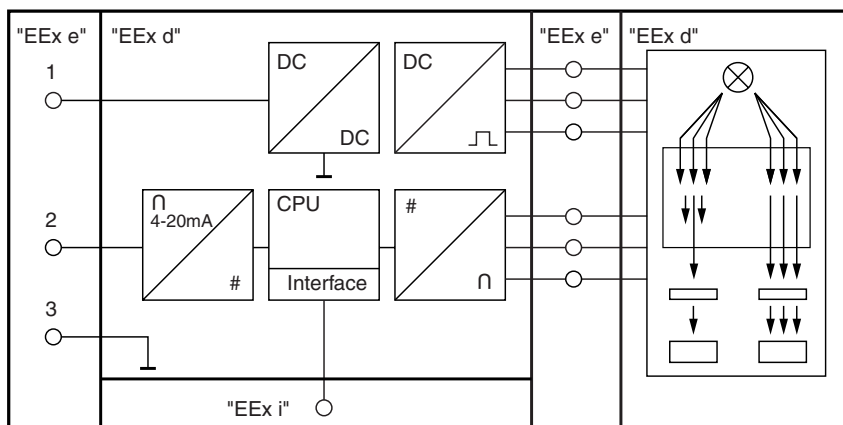 "EEx e"
"EEx d"
"EEx e"
"EEx d"
1
DC
DC
DC
2
∩
4-20mA
#
CPU
Interface
#
∩
3
"EEx i"